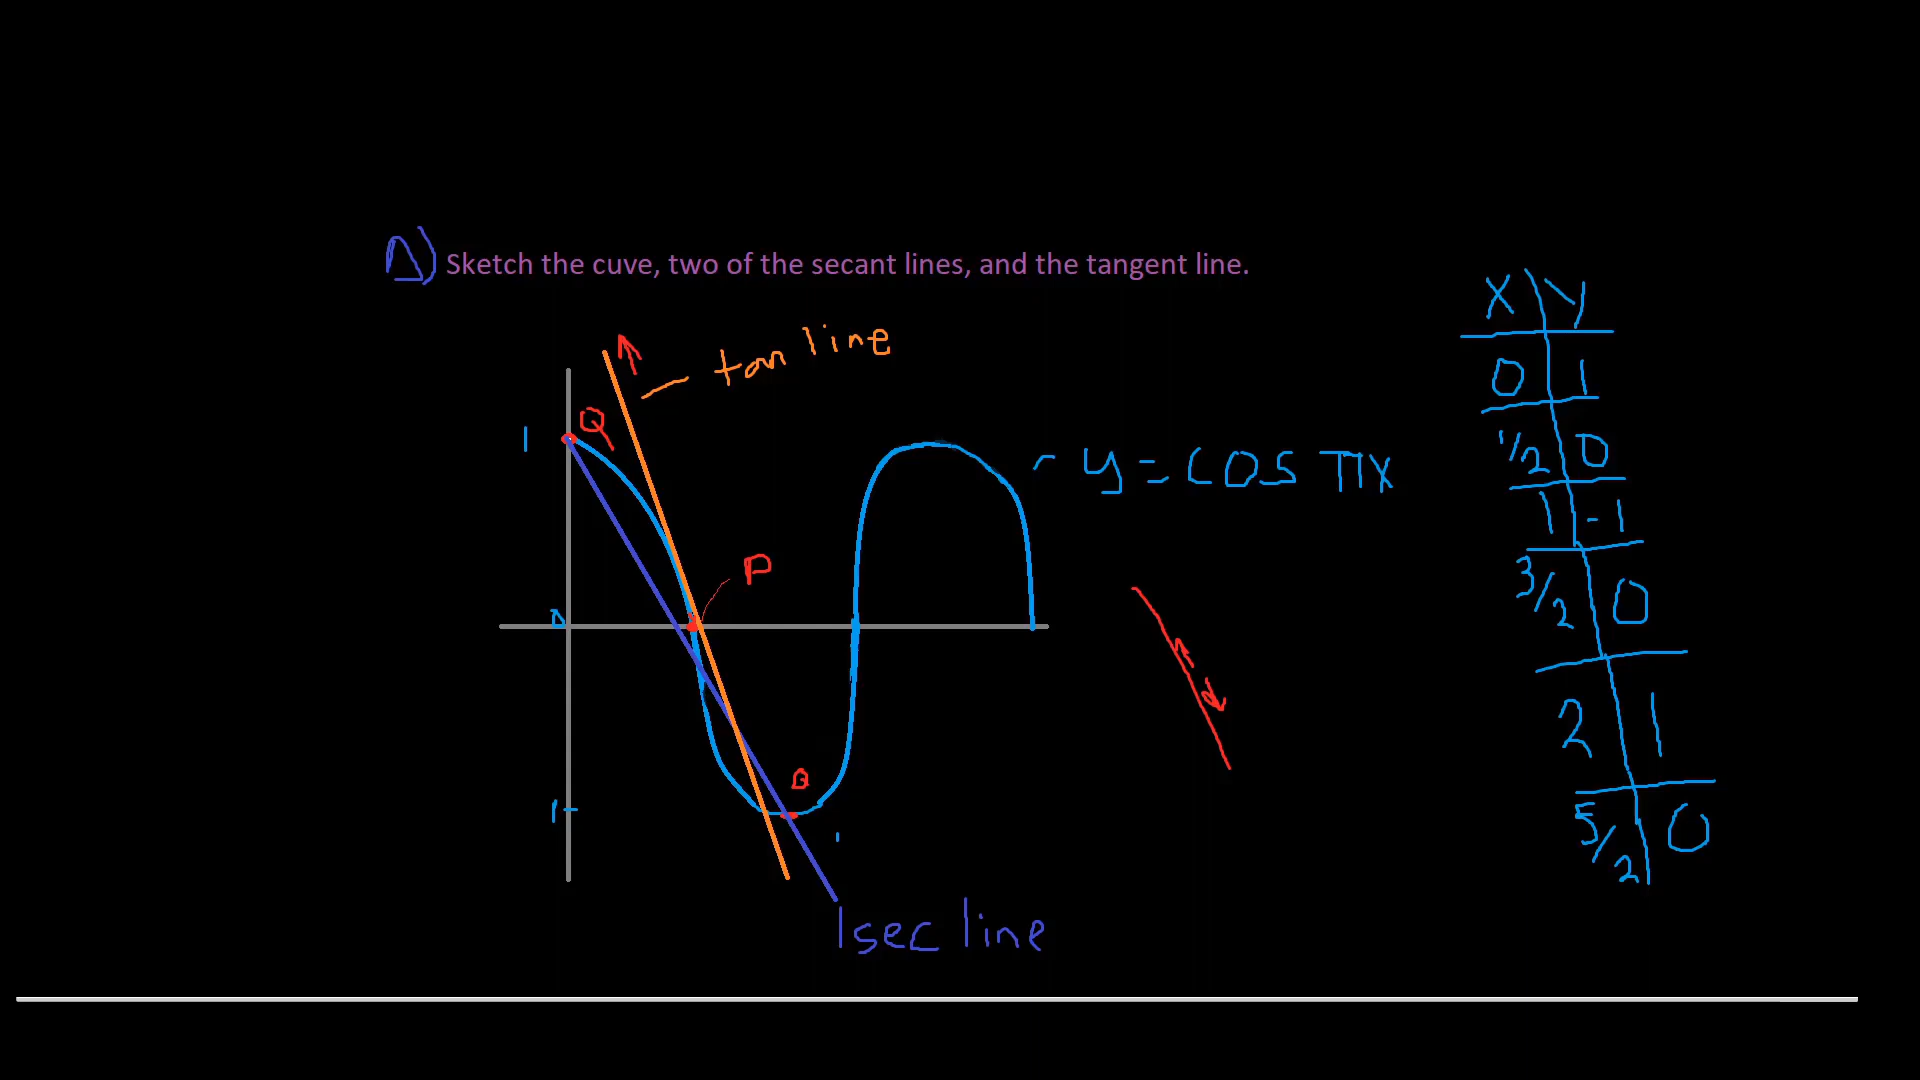 D) Sketch the cuve, two of the secant lines, and the tangent line.
tan line
Q
1
y = cos πx
P
0
Q
1-
1 sec line
X Y
0 1
1/2 0
1 -1
3/2 0
2 1
5/2 0